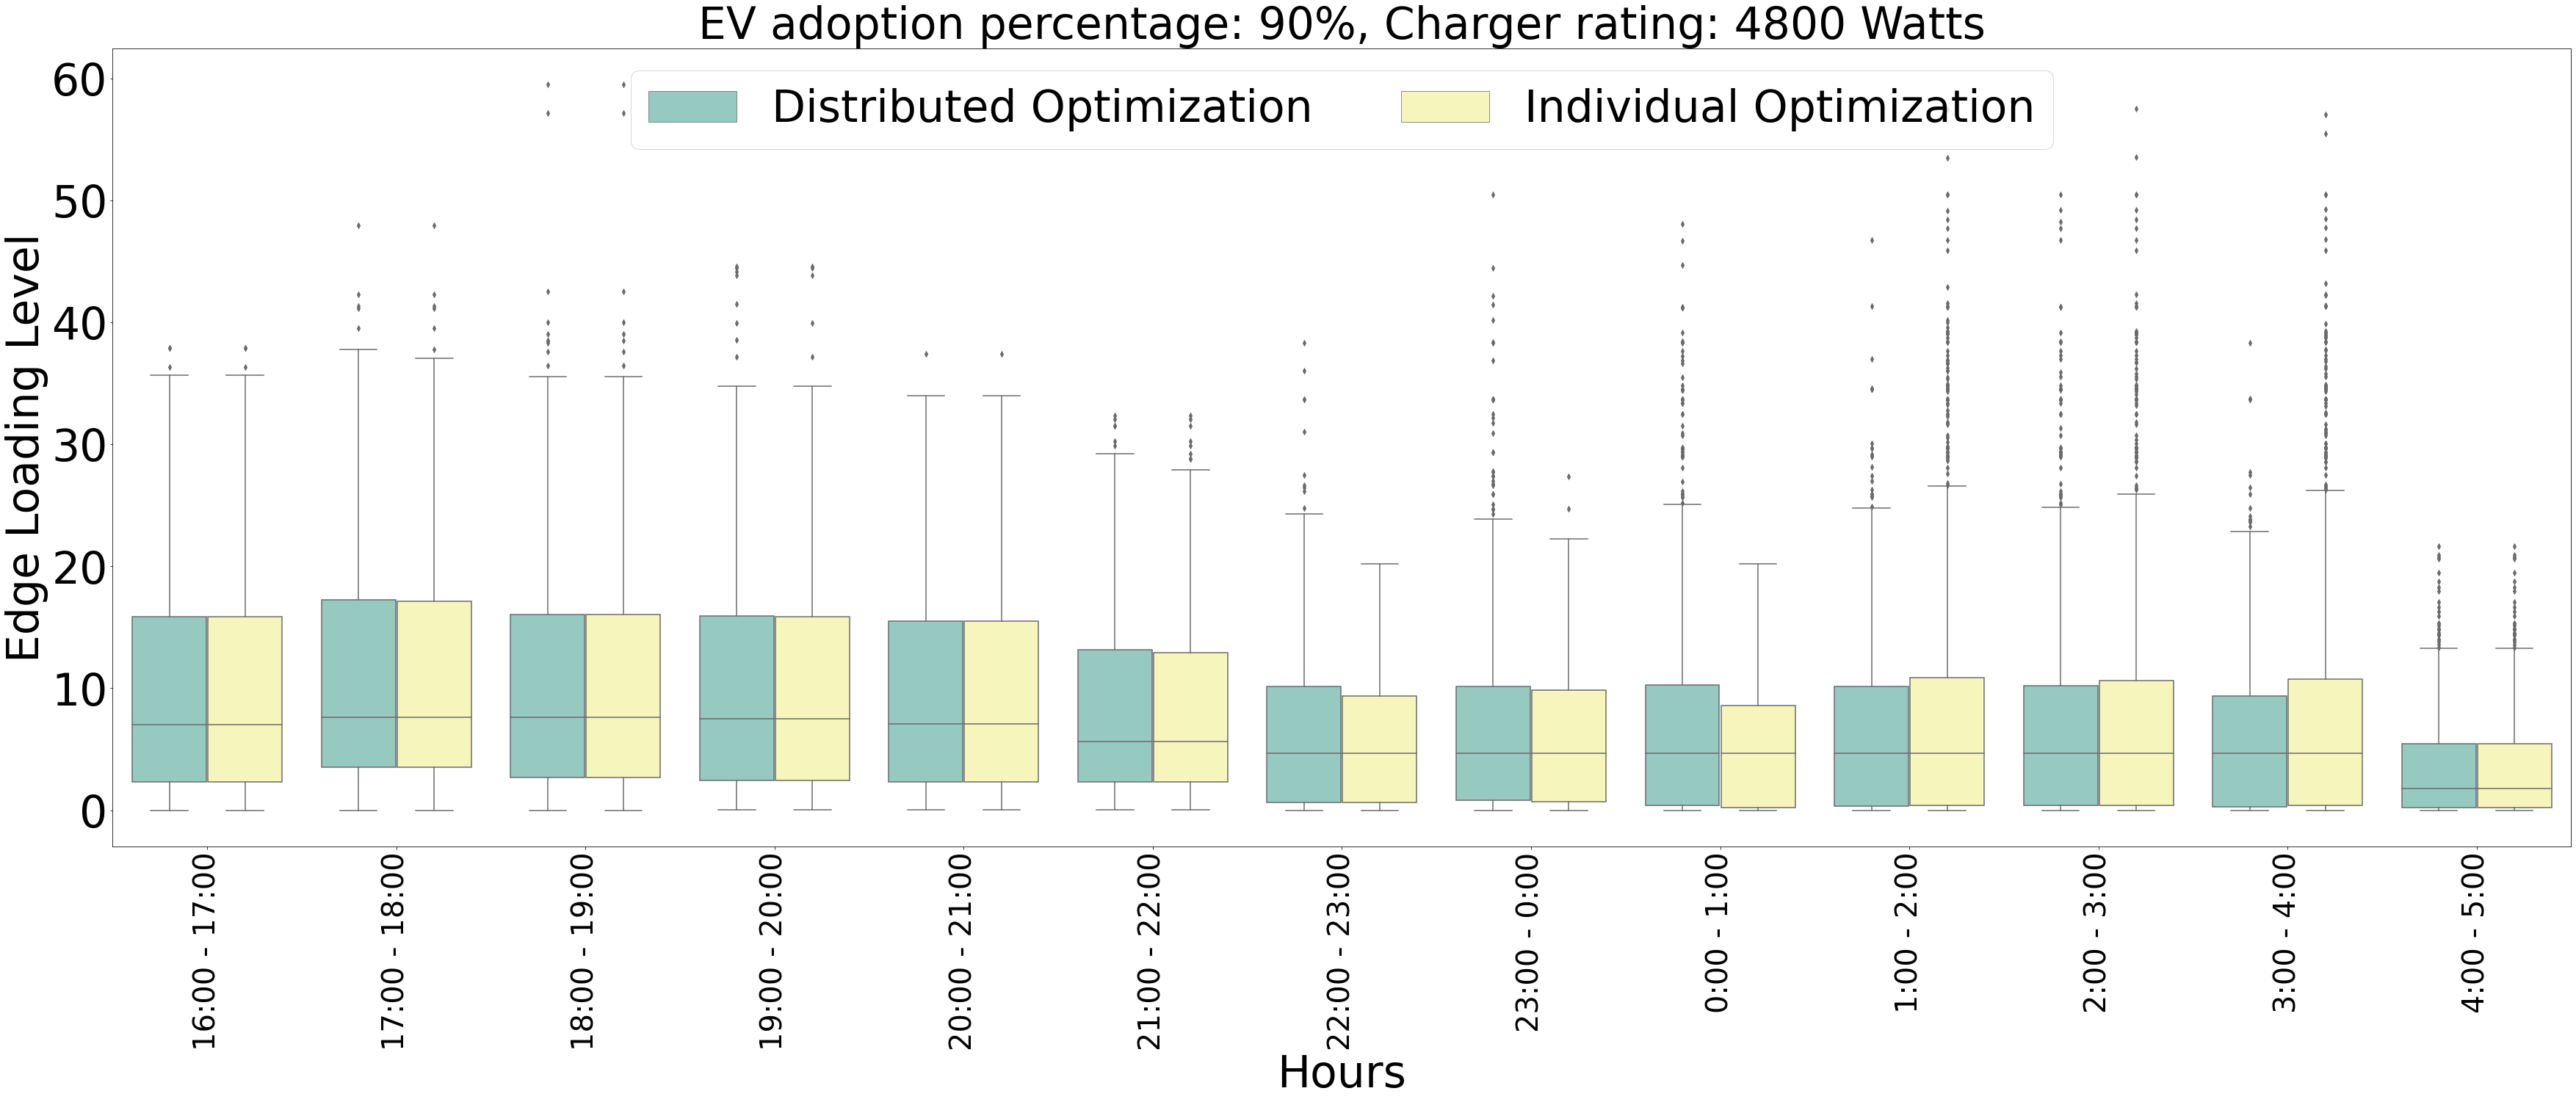 EV adoption percentage: 90%, Charger rating: 4800 Watts
Distributed Optimization
Individual Optimization
Edge Loading Level
60
50
40
30
20
10
0
16:00 - 17:00
17:00 - 18:00
18:00 - 19:00
19:00 - 20:00
20:00 - 21:00
21:00 - 22:00
22:00 - 23:00
23:00 - 0:00
0:00 - 1:00
1:00 - 2:00
2:00 - 3:00
3:00 - 4:00
4:00 - 5:00
Hours